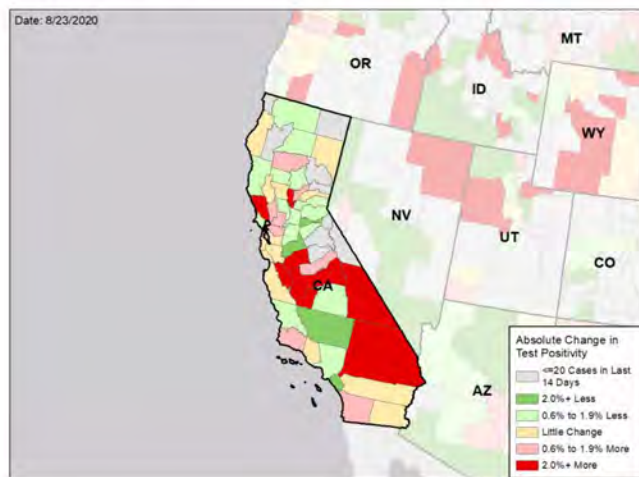 Date: 8/23/2020
MT
OR
ID
WY
NV
UT
CO
CA
AZ
Absolute Change in
Test Positivity
<=20 Cases in Last
14 Days
2.0%+ Less
0.6% to 1.9% Less
Little Change
0.6% to 1.9% More
2.0%+ More